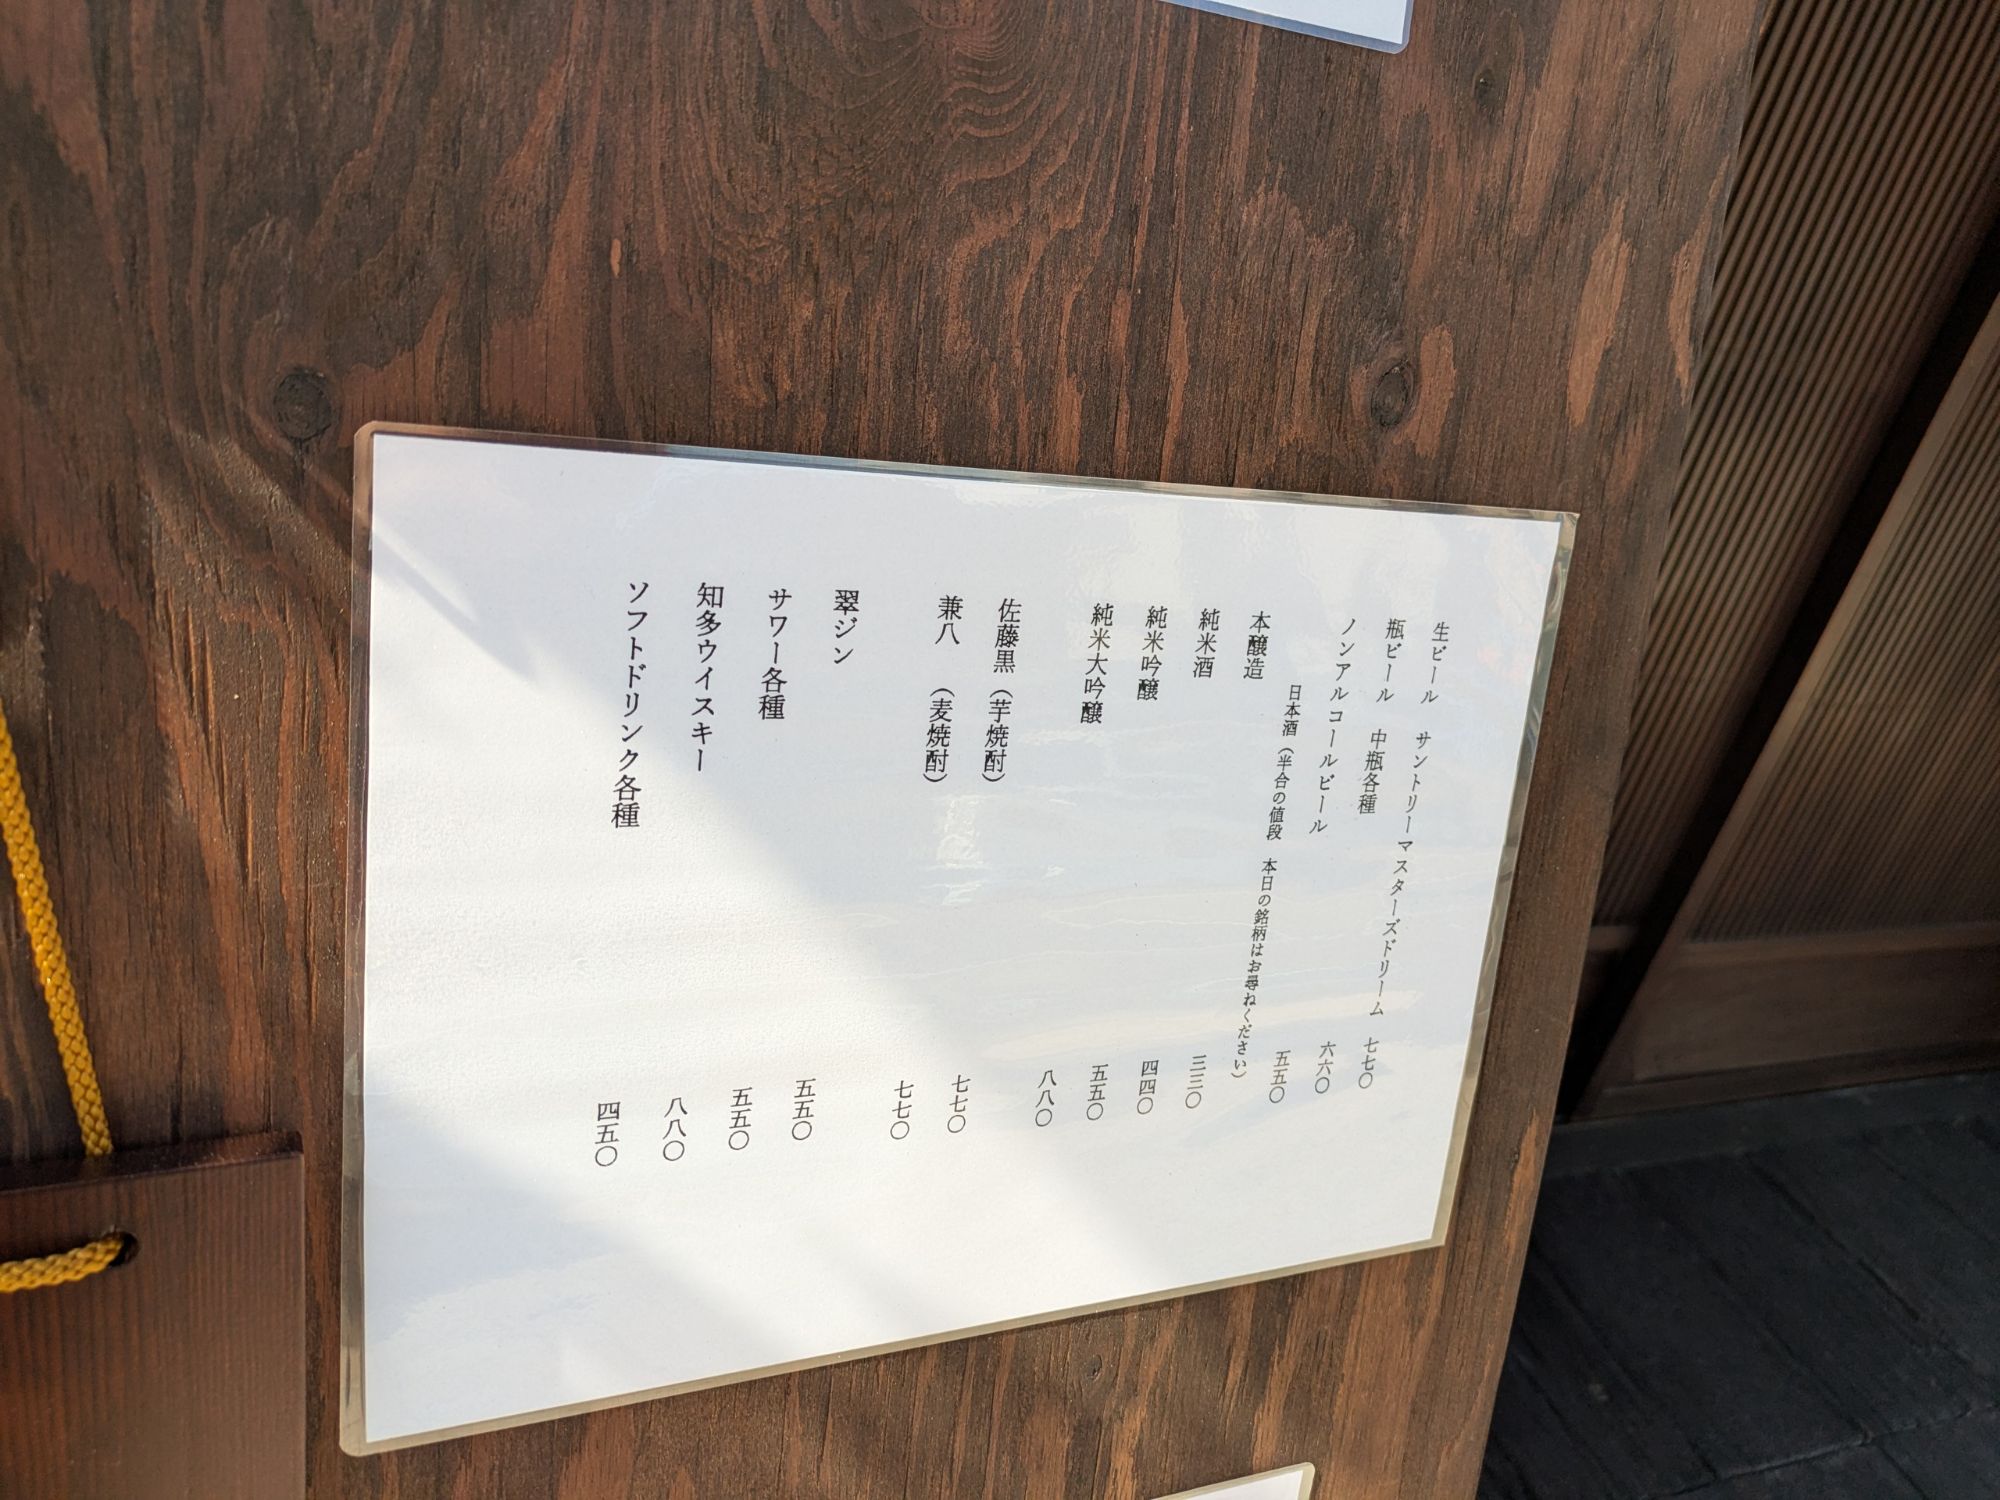 生ビール　サントリーマスターズドリーム　七七〇
瓶ビール　中瓶各種　六六〇
ノンアルコールビール　五五〇
日本酒（半合の値段　本日の銘柄はお尋ねください）
本醸造　三三〇
純米酒　四四〇
純米吟醸　五五〇
純米大吟醸　八八〇
佐藤黒（芋焼酎）　七七〇
兼八　（麦焼酎）　七七〇
翠ジン　五五〇
サワー各種　五五〇
知多ウイスキー　八八〇
ソフトドリンク各種　四五〇